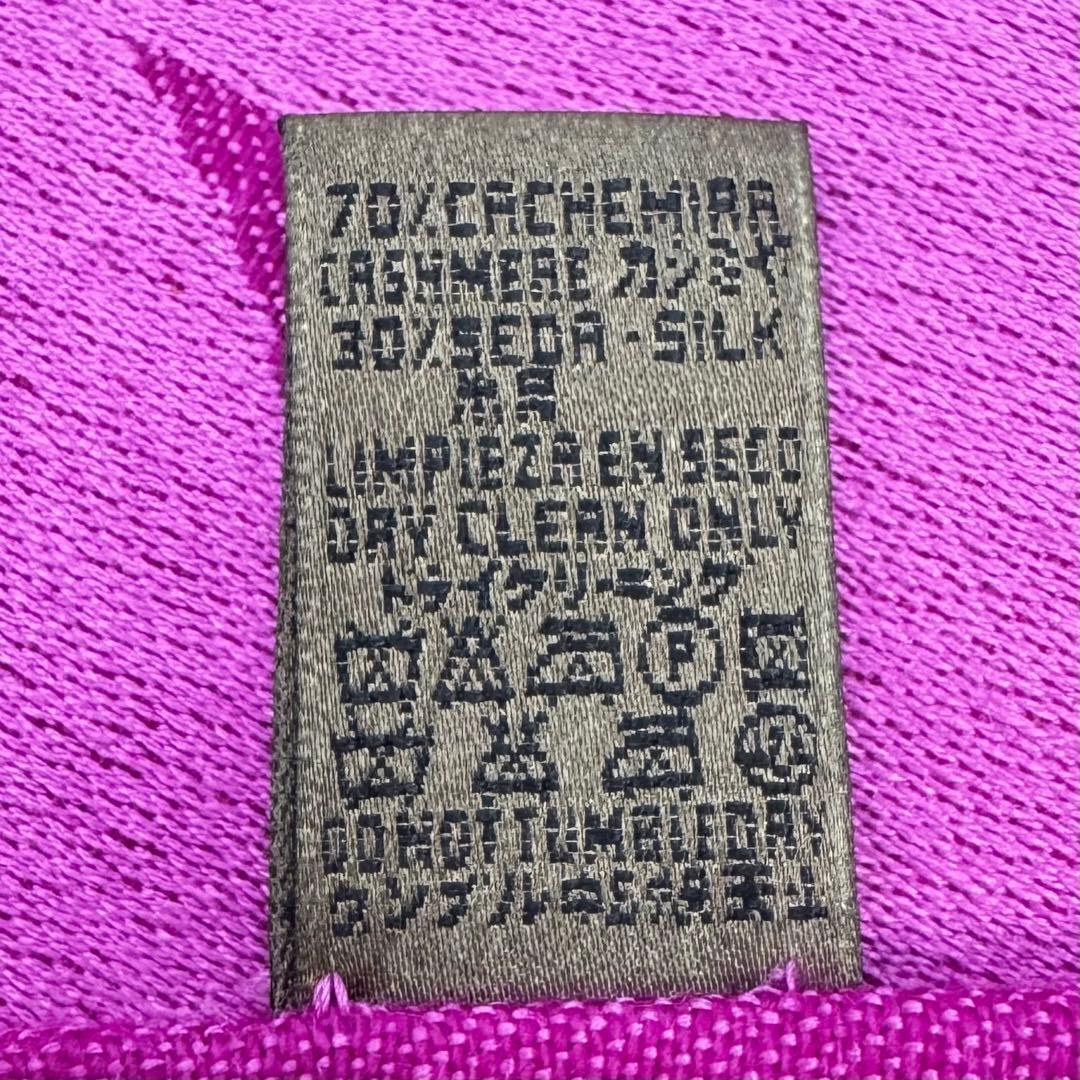 70% CACHEMIRA
CASHMERE カシミヤ
30% SEDA - SILK
LIMPIEZA EN SECO
DRY CLEAN ONLY
ドライクリーニング
P
DO NOT TUMBLE DRY